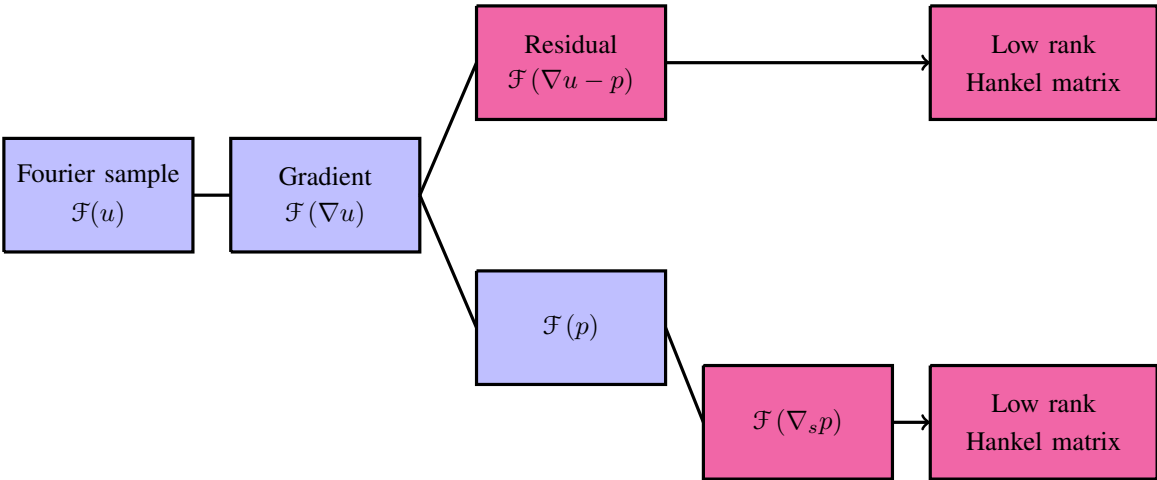 Residual
ℱ(∇u − p)
Low rank
Hankel matrix
Fourier sample
ℱ(u)
Gradient
ℱ(∇u)
ℱ(p)
ℱ(∇ₛp)
Low rank
Hankel matrix